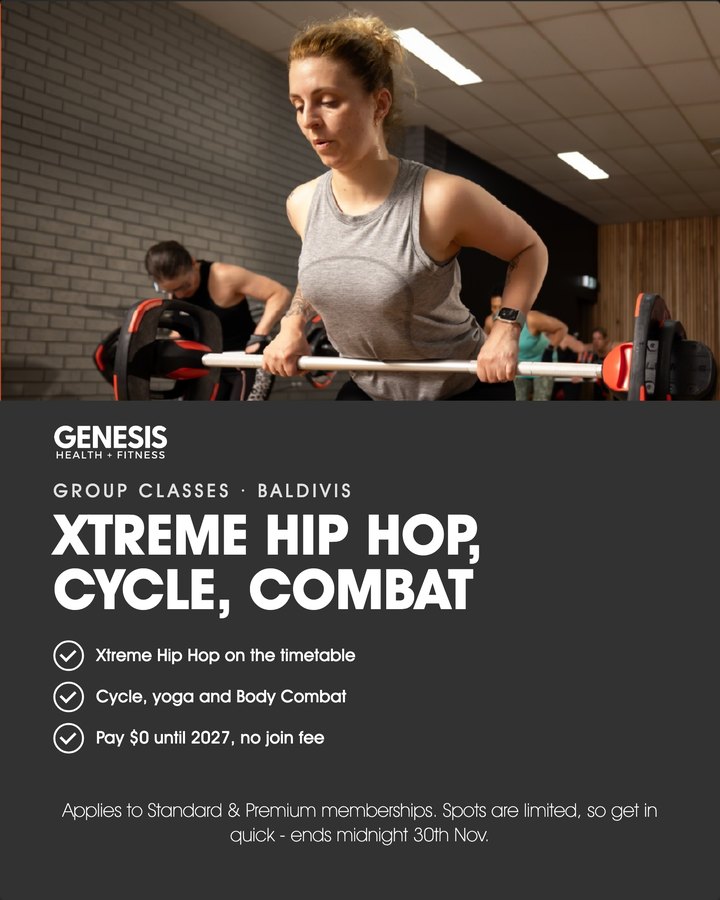 GENESIS
HEALTH + FITNESS
GROUP CLASSES · BALDIVIS
XTREME HIP HOP,
CYCLE, COMBAT
Xtreme Hip Hop on the timetable
Cycle, yoga and Body Combat
Pay $0 until 2027, no join fee
Applies to Standard & Premium memberships. Spots are limited, so get in
quick - ends midnight 30th Nov.